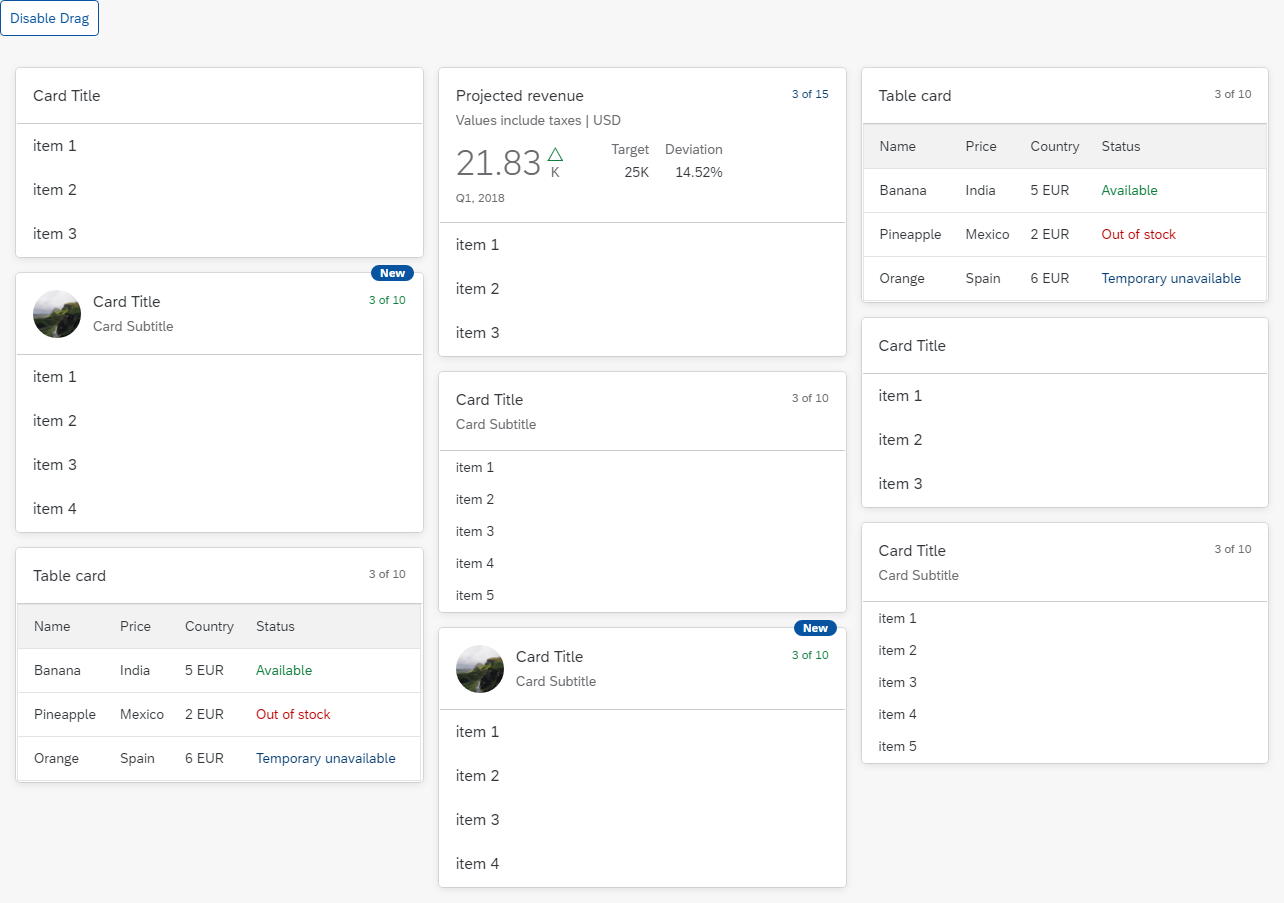 Disable Drag
Card Title
item 1
item 2
item 3
New
Card Title
3 of 10
Card Subtitle
item 1
item 2
item 3
item 4
Table card
3 of 10
Name Price Country Status
Banana India 5 EUR Available
Pineapple Mexico 2 EUR Out of stock
Orange Spain 6 EUR Temporary unavailable
Projected revenue
3 of 15
Values include taxes | USD
21.83 K
Target Deviation
25K 14.52%
Q1, 2018
item 1
item 2
item 3
Card Title
3 of 10
Card Subtitle
item 1
item 2
item 3
item 4
item 5
New
Card Title
3 of 10
Card Subtitle
item 1
item 2
item 3
item 4
Table card
3 of 10
Name Price Country Status
Banana India 5 EUR Available
Pineapple Mexico 2 EUR Out of stock
Orange Spain 6 EUR Temporary unavailable
Card Title
item 1
item 2
item 3
Card Title
3 of 10
Card Subtitle
item 1
item 2
item 3
item 4
item 5